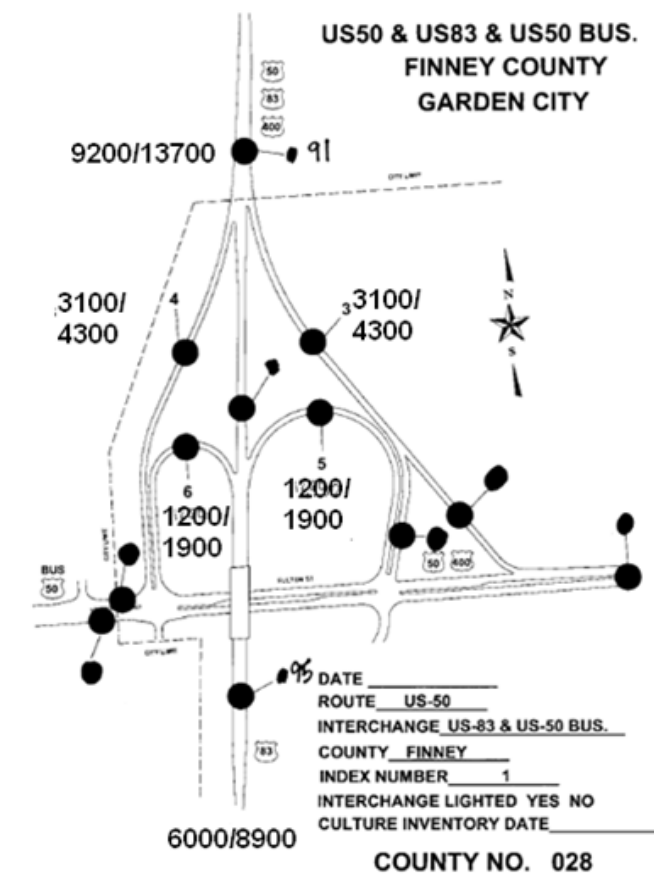 US50 & US83 & US50 BUS.
FINNEY COUNTY
GARDEN CITY
50
83
400
9200/13700
91
CITY LIMIT
3100/
4300
4
3
3100/
4300
N
S
5
1200/
1900
6
1200/
1900
CITY LIMIT
BUS
50
50
400
FULTON ST
CITY LIMIT
95
83
6000/8900
DATE
ROUTE US-50
INTERCHANGE US-83 & US-50 BUS.
COUNTY FINNEY
INDEX NUMBER 1
INTERCHANGE LIGHTED YES NO
CULTURE INVENTORY DATE
COUNTY NO. 028